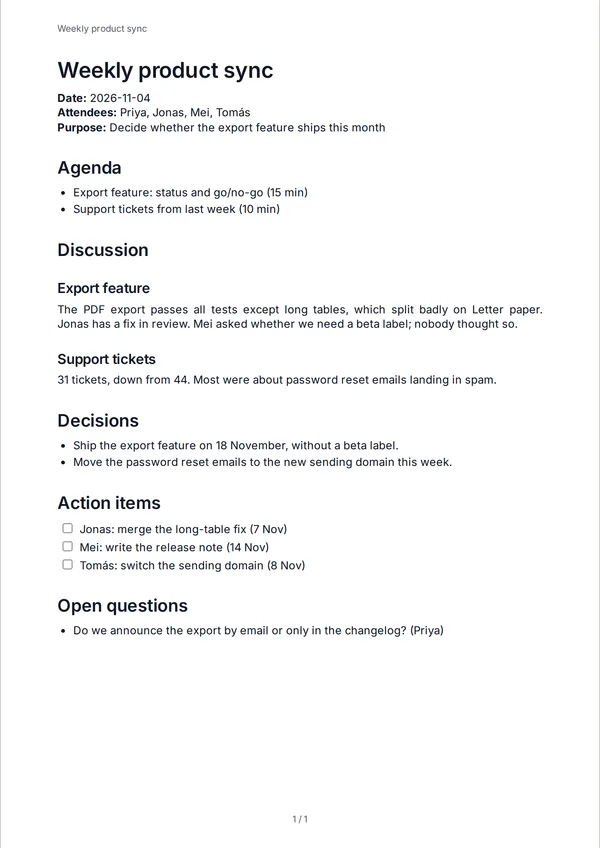 Weekly product sync
Weekly product sync
Date: 2026-11-04
Attendees: Priya, Jonas, Mei, Tomás
Purpose: Decide whether the export feature ships this month
Agenda
• Export feature: status and go/no-go (15 min)
• Support tickets from last week (10 min)
Discussion
Export feature
The PDF export passes all tests except long tables, which split badly on Letter paper.
Jonas has a fix in review. Mei asked whether we need a beta label; nobody thought so.
Support tickets
31 tickets, down from 44. Most were about password reset emails landing in spam.
Decisions
• Ship the export feature on 18 November, without a beta label.
• Move the password reset emails to the new sending domain this week.
Action items
☐ Jonas: merge the long-table fix (7 Nov)
☐ Mei: write the release note (14 Nov)
☐ Tomás: switch the sending domain (8 Nov)
Open questions
• Do we announce the export by email or only in the changelog? (Priya)
1 / 1